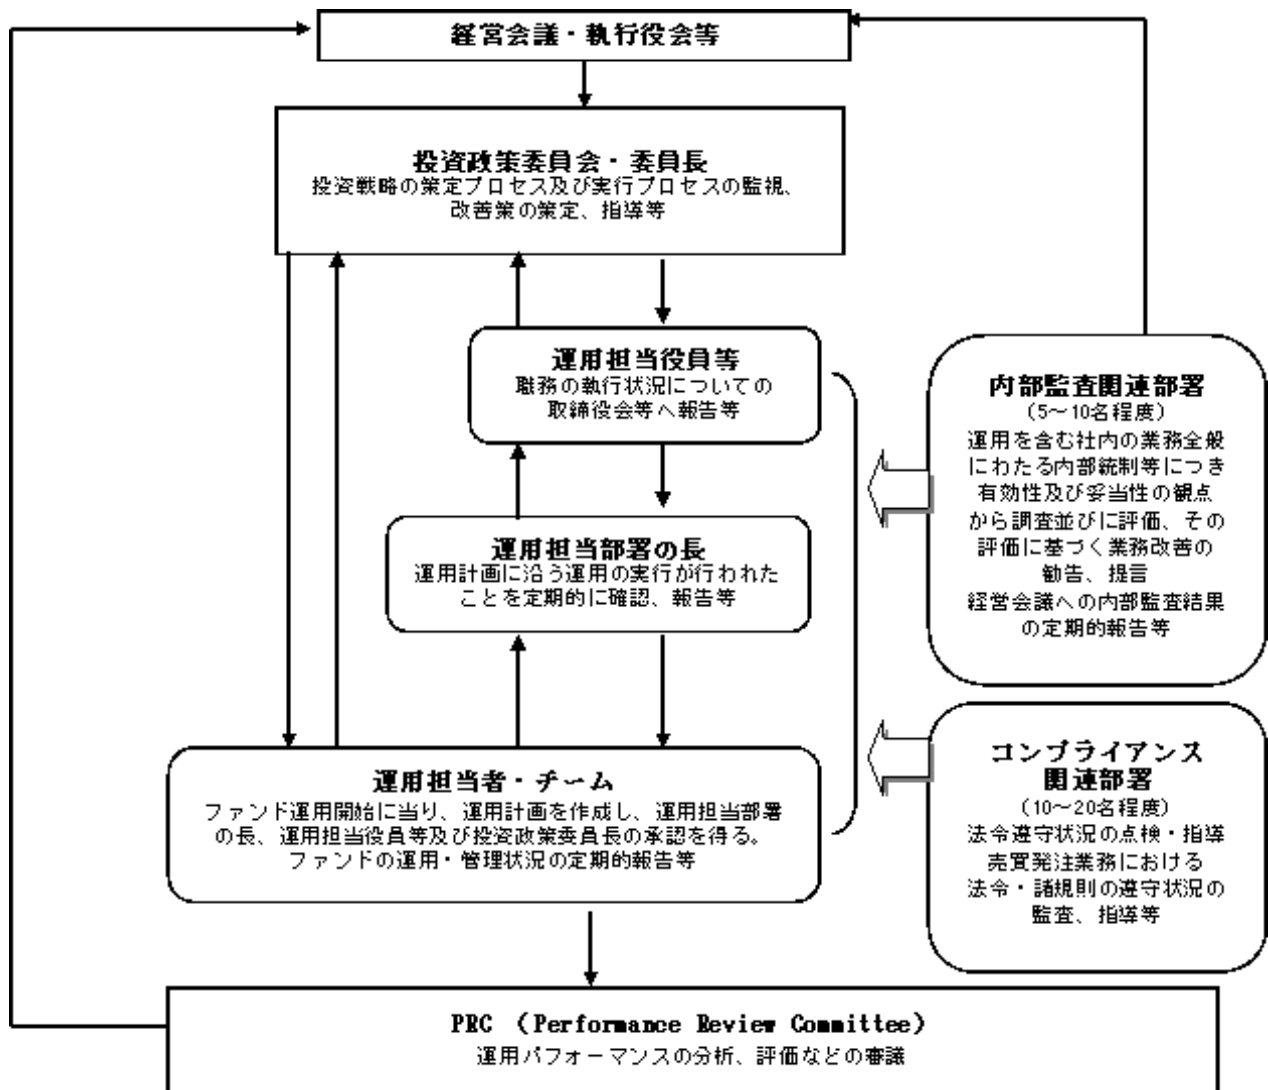 経営会議・執行役会等
投資政策委員会・委員長
投資戦略の策定プロセス及び実行プロセスの監視、
改善策の策定、指導等
運用担当役員等
職務の執行状況についての
取締役会等へ報告等
運用担当部署の長
運用計画に沿う運用の実行が行われた
ことを定期的に確認、報告等
運用担当者・チーム
ファンド運用開始に当り、運用計画を作成し、運用担当部署
の長、運用担当役員等及び投資政策委員長の承認を得る。
ファンドの運用・管理状況の定期的報告等
内部監査関連部署
（5～10名程度）
運用を含む社内の業務全般
にわたる内部統制等につき
有効性及び妥当性の観点
から調査並びに評価、その
評価に基づく業務改善の
勧告、提言
経営会議への内部監査結果
の定期的報告等
コンプライアンス
関連部署
（10～20名程度）
法令遵守状況の点検・指導
売買発注業務における
法令・諸規則の遵守状況の
監査、指導等
PRC （Performance Review Committee）
運用パフォーマンスの分析、評価などの審議